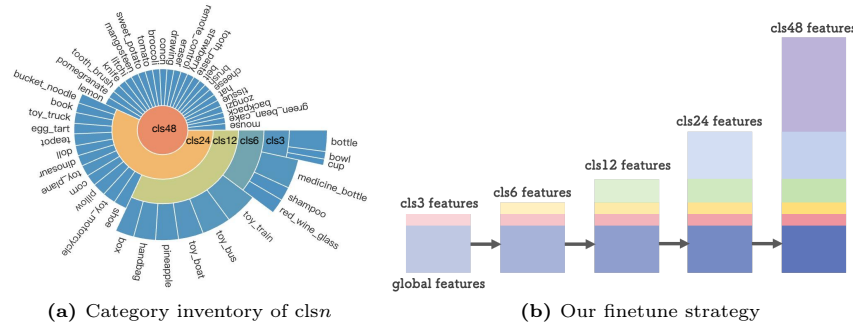 tooth_paste
remote_control
strawberry
eraser
drawing
conch
broccoli
tomato
sweet_potato
mangosteen
litchi
knife
tooth_brush
pomegranate
lemon
bucket_noodle
book
toy_truck
egg_tart
teapot
doll
dinosaur
toy_plane
corn
pillow
toy_motorcycle
shoe
box
handbag
pineapple
toy_boat
toy_bus
toy_train
red_wine_glass
shampoo
medicine_bottle
cup
bowl
bottle
belt
brush
cheese
hat
tissue
zongzi
backpack
green_bean_cake
mouse
cls48
cls24
cls12
cls6
cls3
(a) Category inventory of clsn
cls3 features
cls6 features
cls12 features
cls24 features
cls48 features
global features
(b) Our finetune strategy